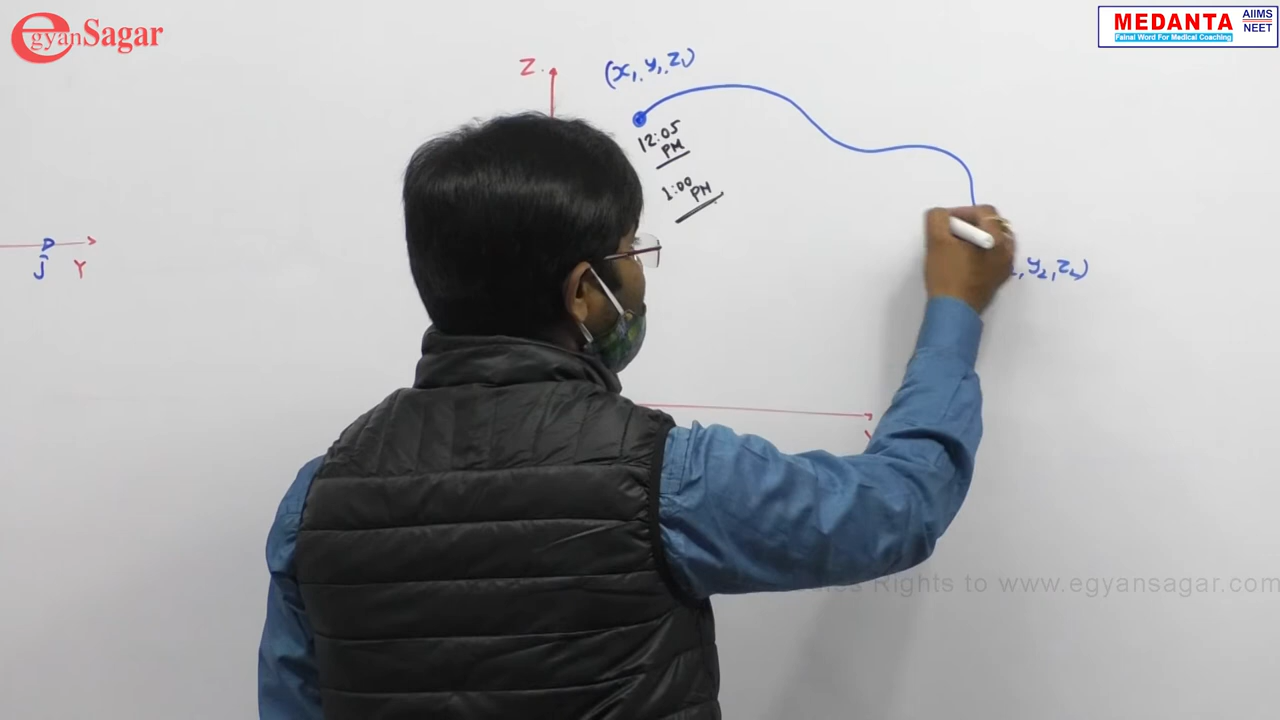 egyanSagar
MEDANTA
Fainal Word For Medical Coaching
AIIMS
NEET
Z
(x₁, y₁, z₁)
12:05
PM
1:00
PM
ĵ Y
, y₂, z₂)
Rights to www.egyansagar.com